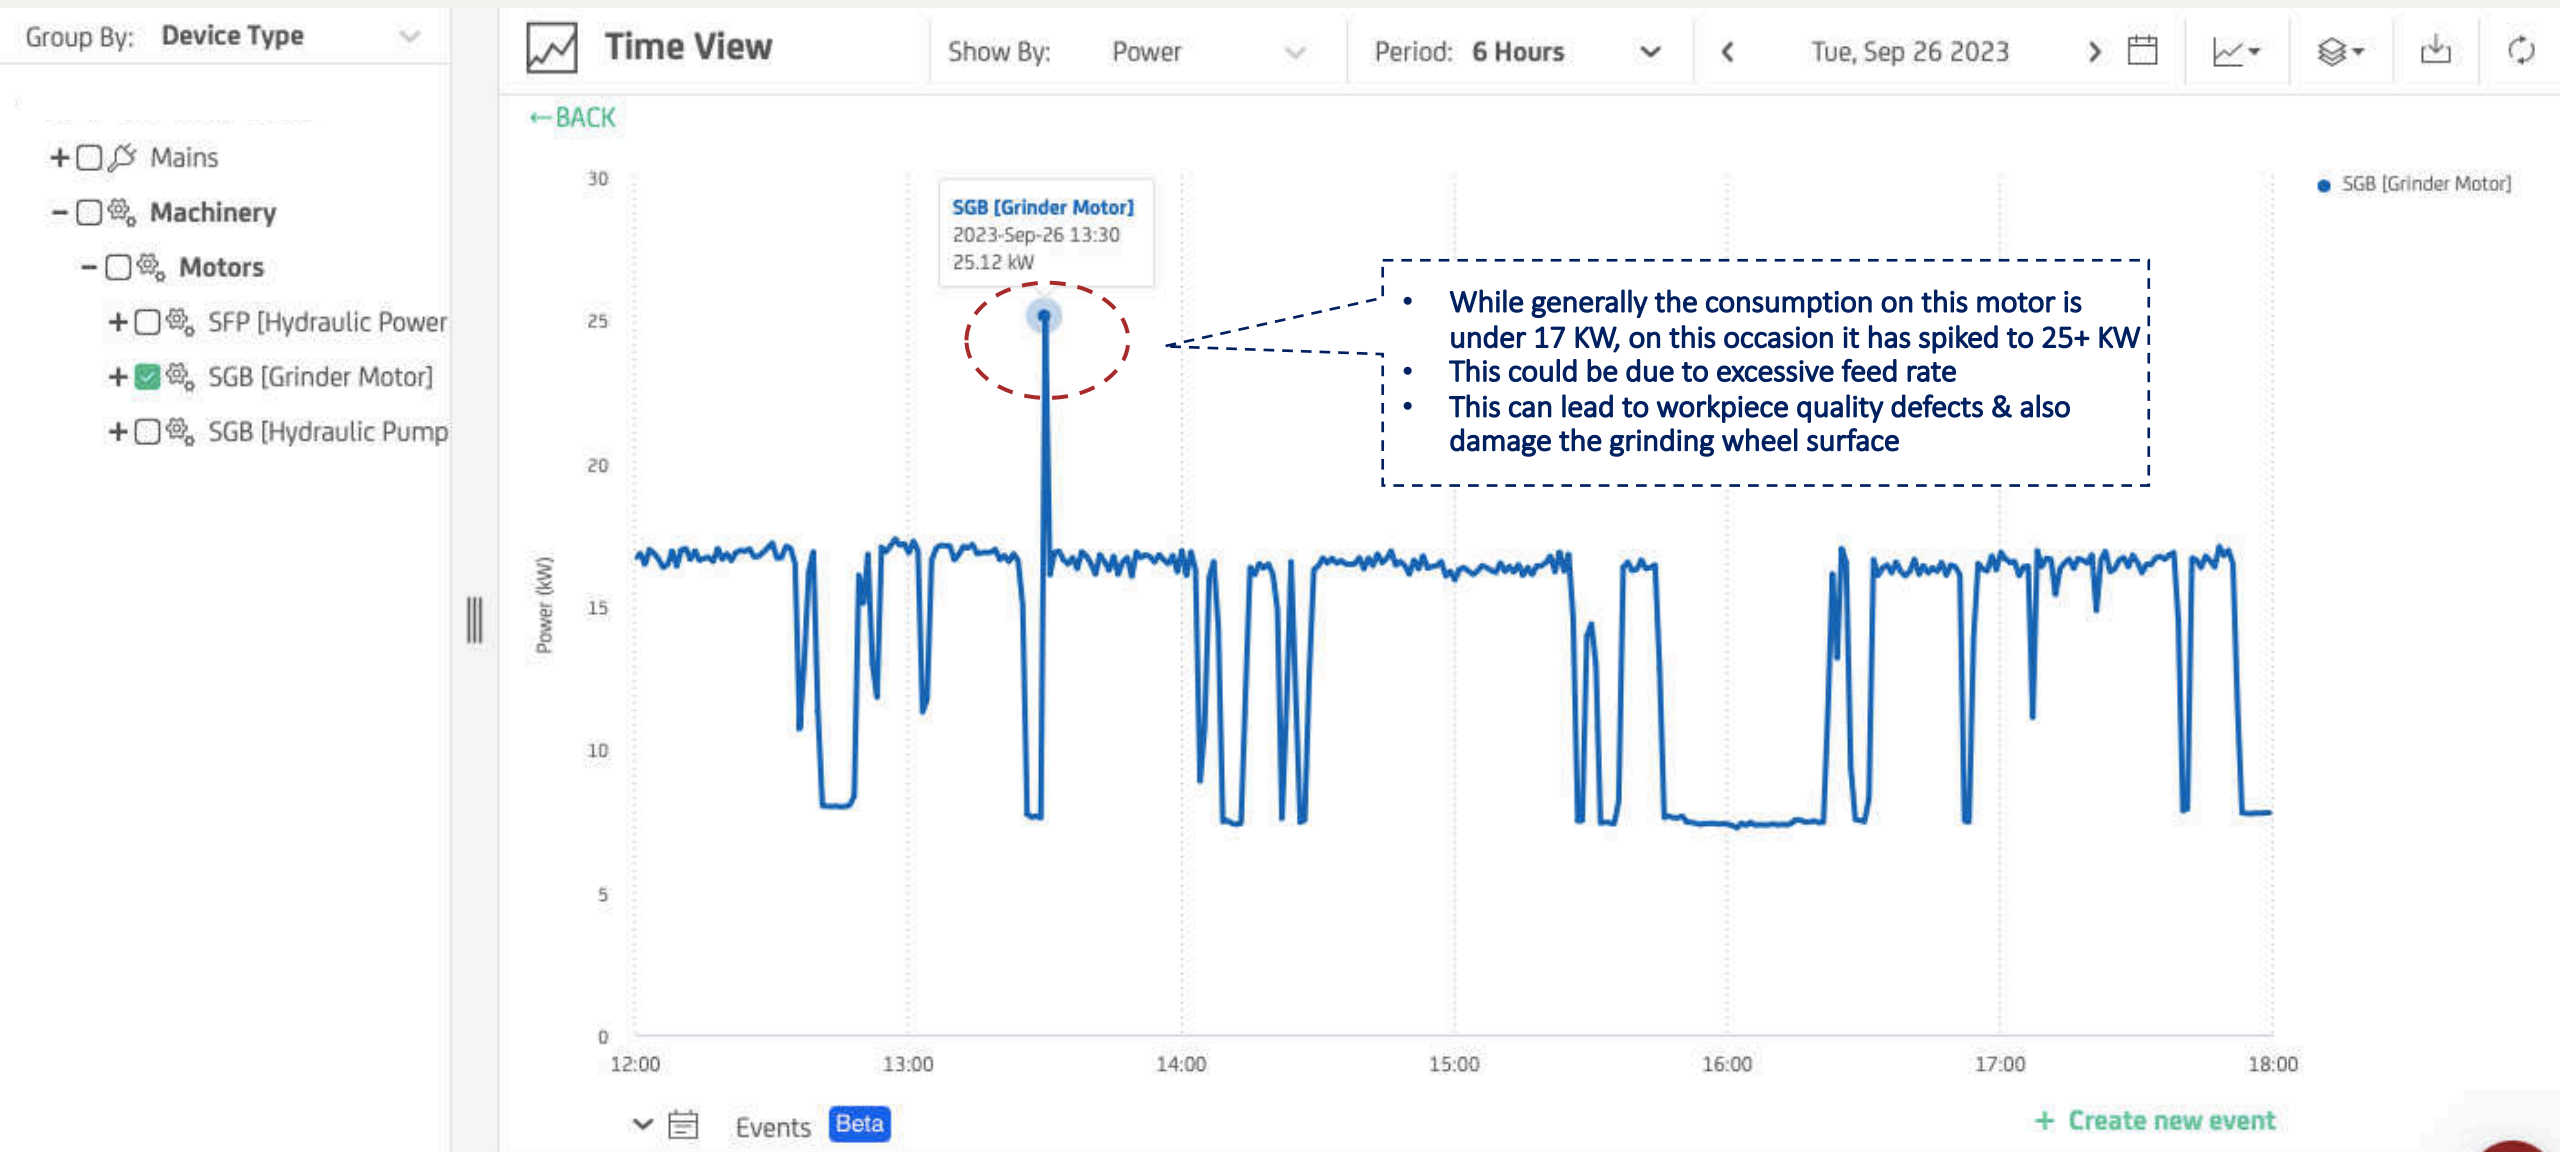 Group By: Device Type
Time View
Show By: Power
Period: 6 Hours
Tue, Sep 26 2023
←BACK
Mains
Machinery
Motors
SFP [Hydraulic Power
SGB [Grinder Motor]
SGB [Hydraulic Pump
SGB [Grinder Motor]
2023-Sep-26 13:30
25.12 kW
SGB [Grinder Motor]
• While generally the consumption on this motor is
under 17 KW, on this occasion it has spiked to 25+ KW
• This could be due to excessive feed rate
• This can lead to workpiece quality defects & also
damage the grinding wheel surface
Power (kW)
30
25
20
15
10
5
0
12:00 13:00 14:00 15:00 16:00 17:00 18:00
Events Beta
+ Create new event